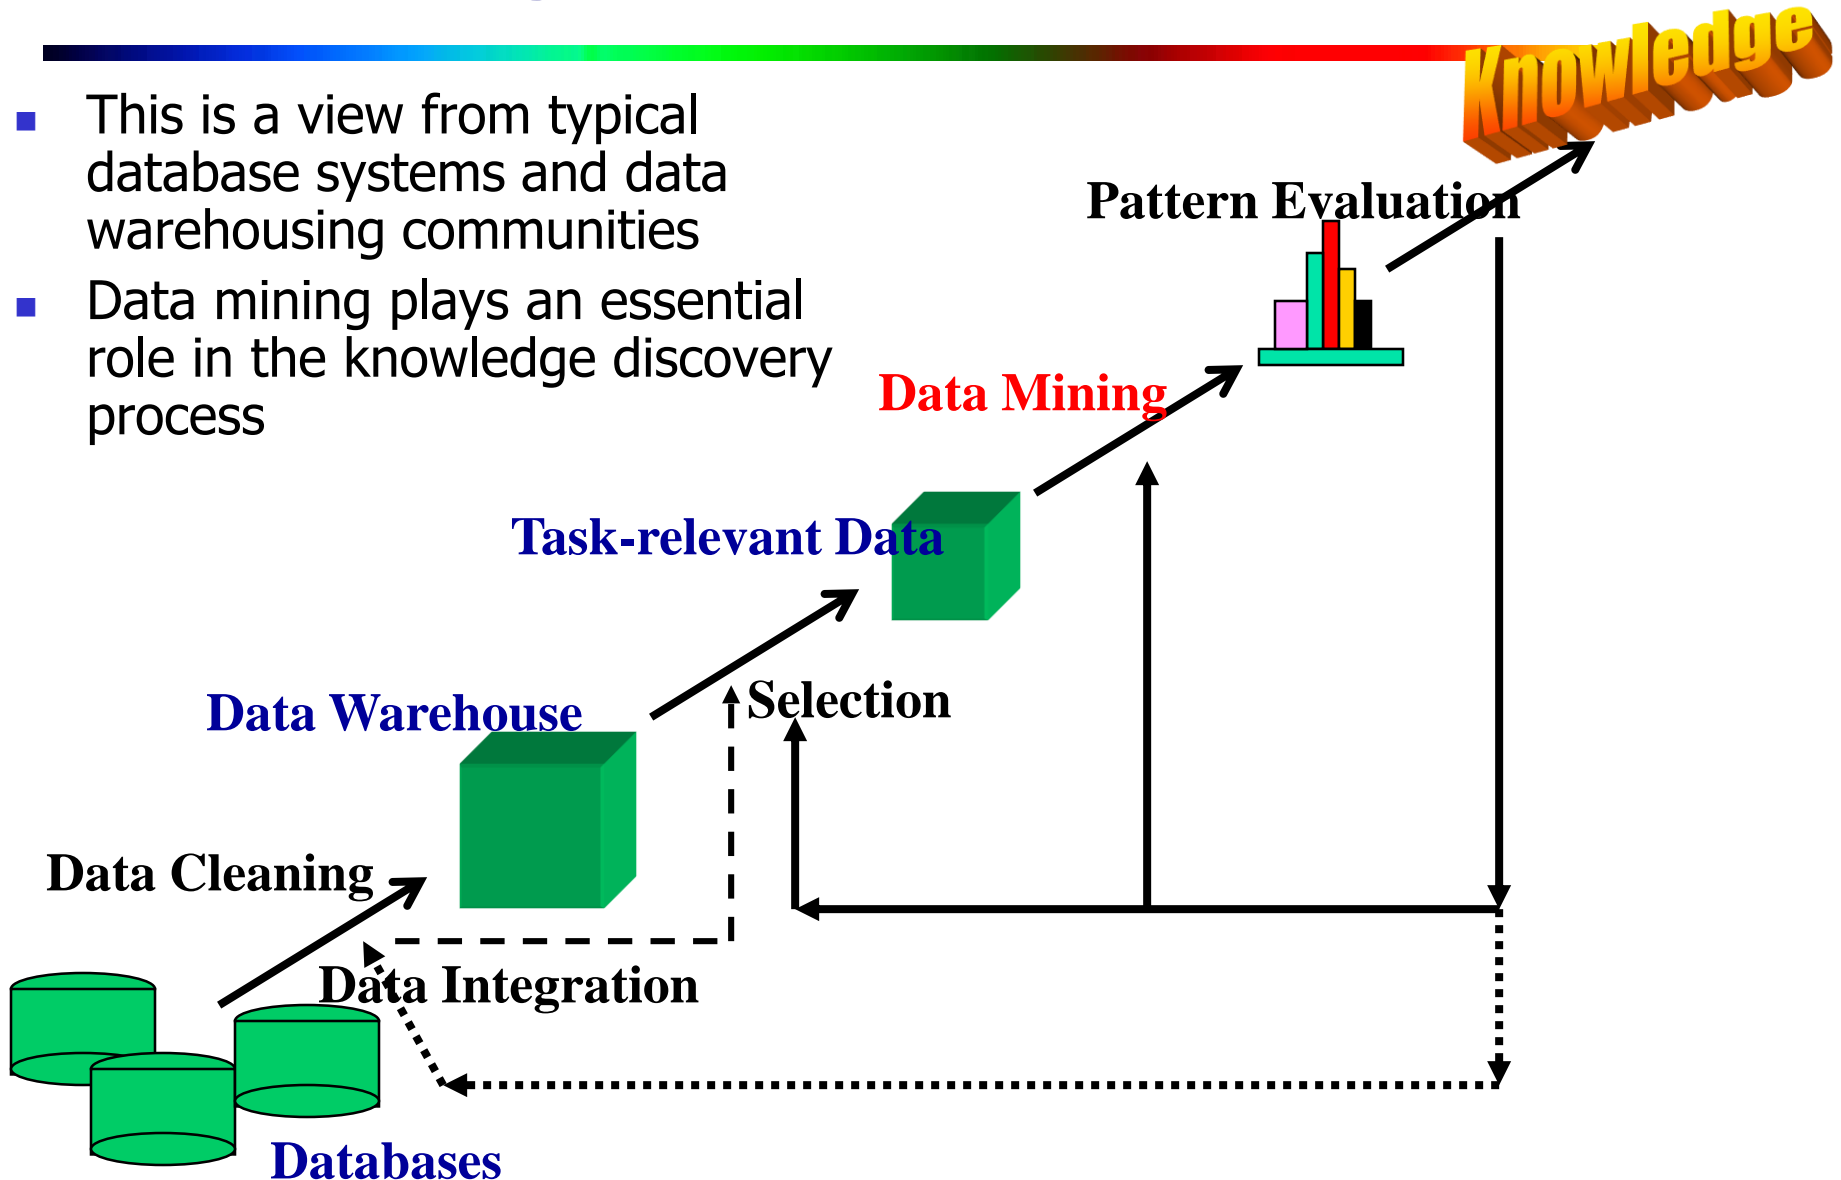 Knowledge
This is a view from typical
database systems and data
warehousing communities
Data mining plays an essential
role in the knowledge discovery
process
Pattern Evaluation
Data Mining
Task-relevant Data
Selection
Data Warehouse
Data Cleaning
Data Integration
Databases